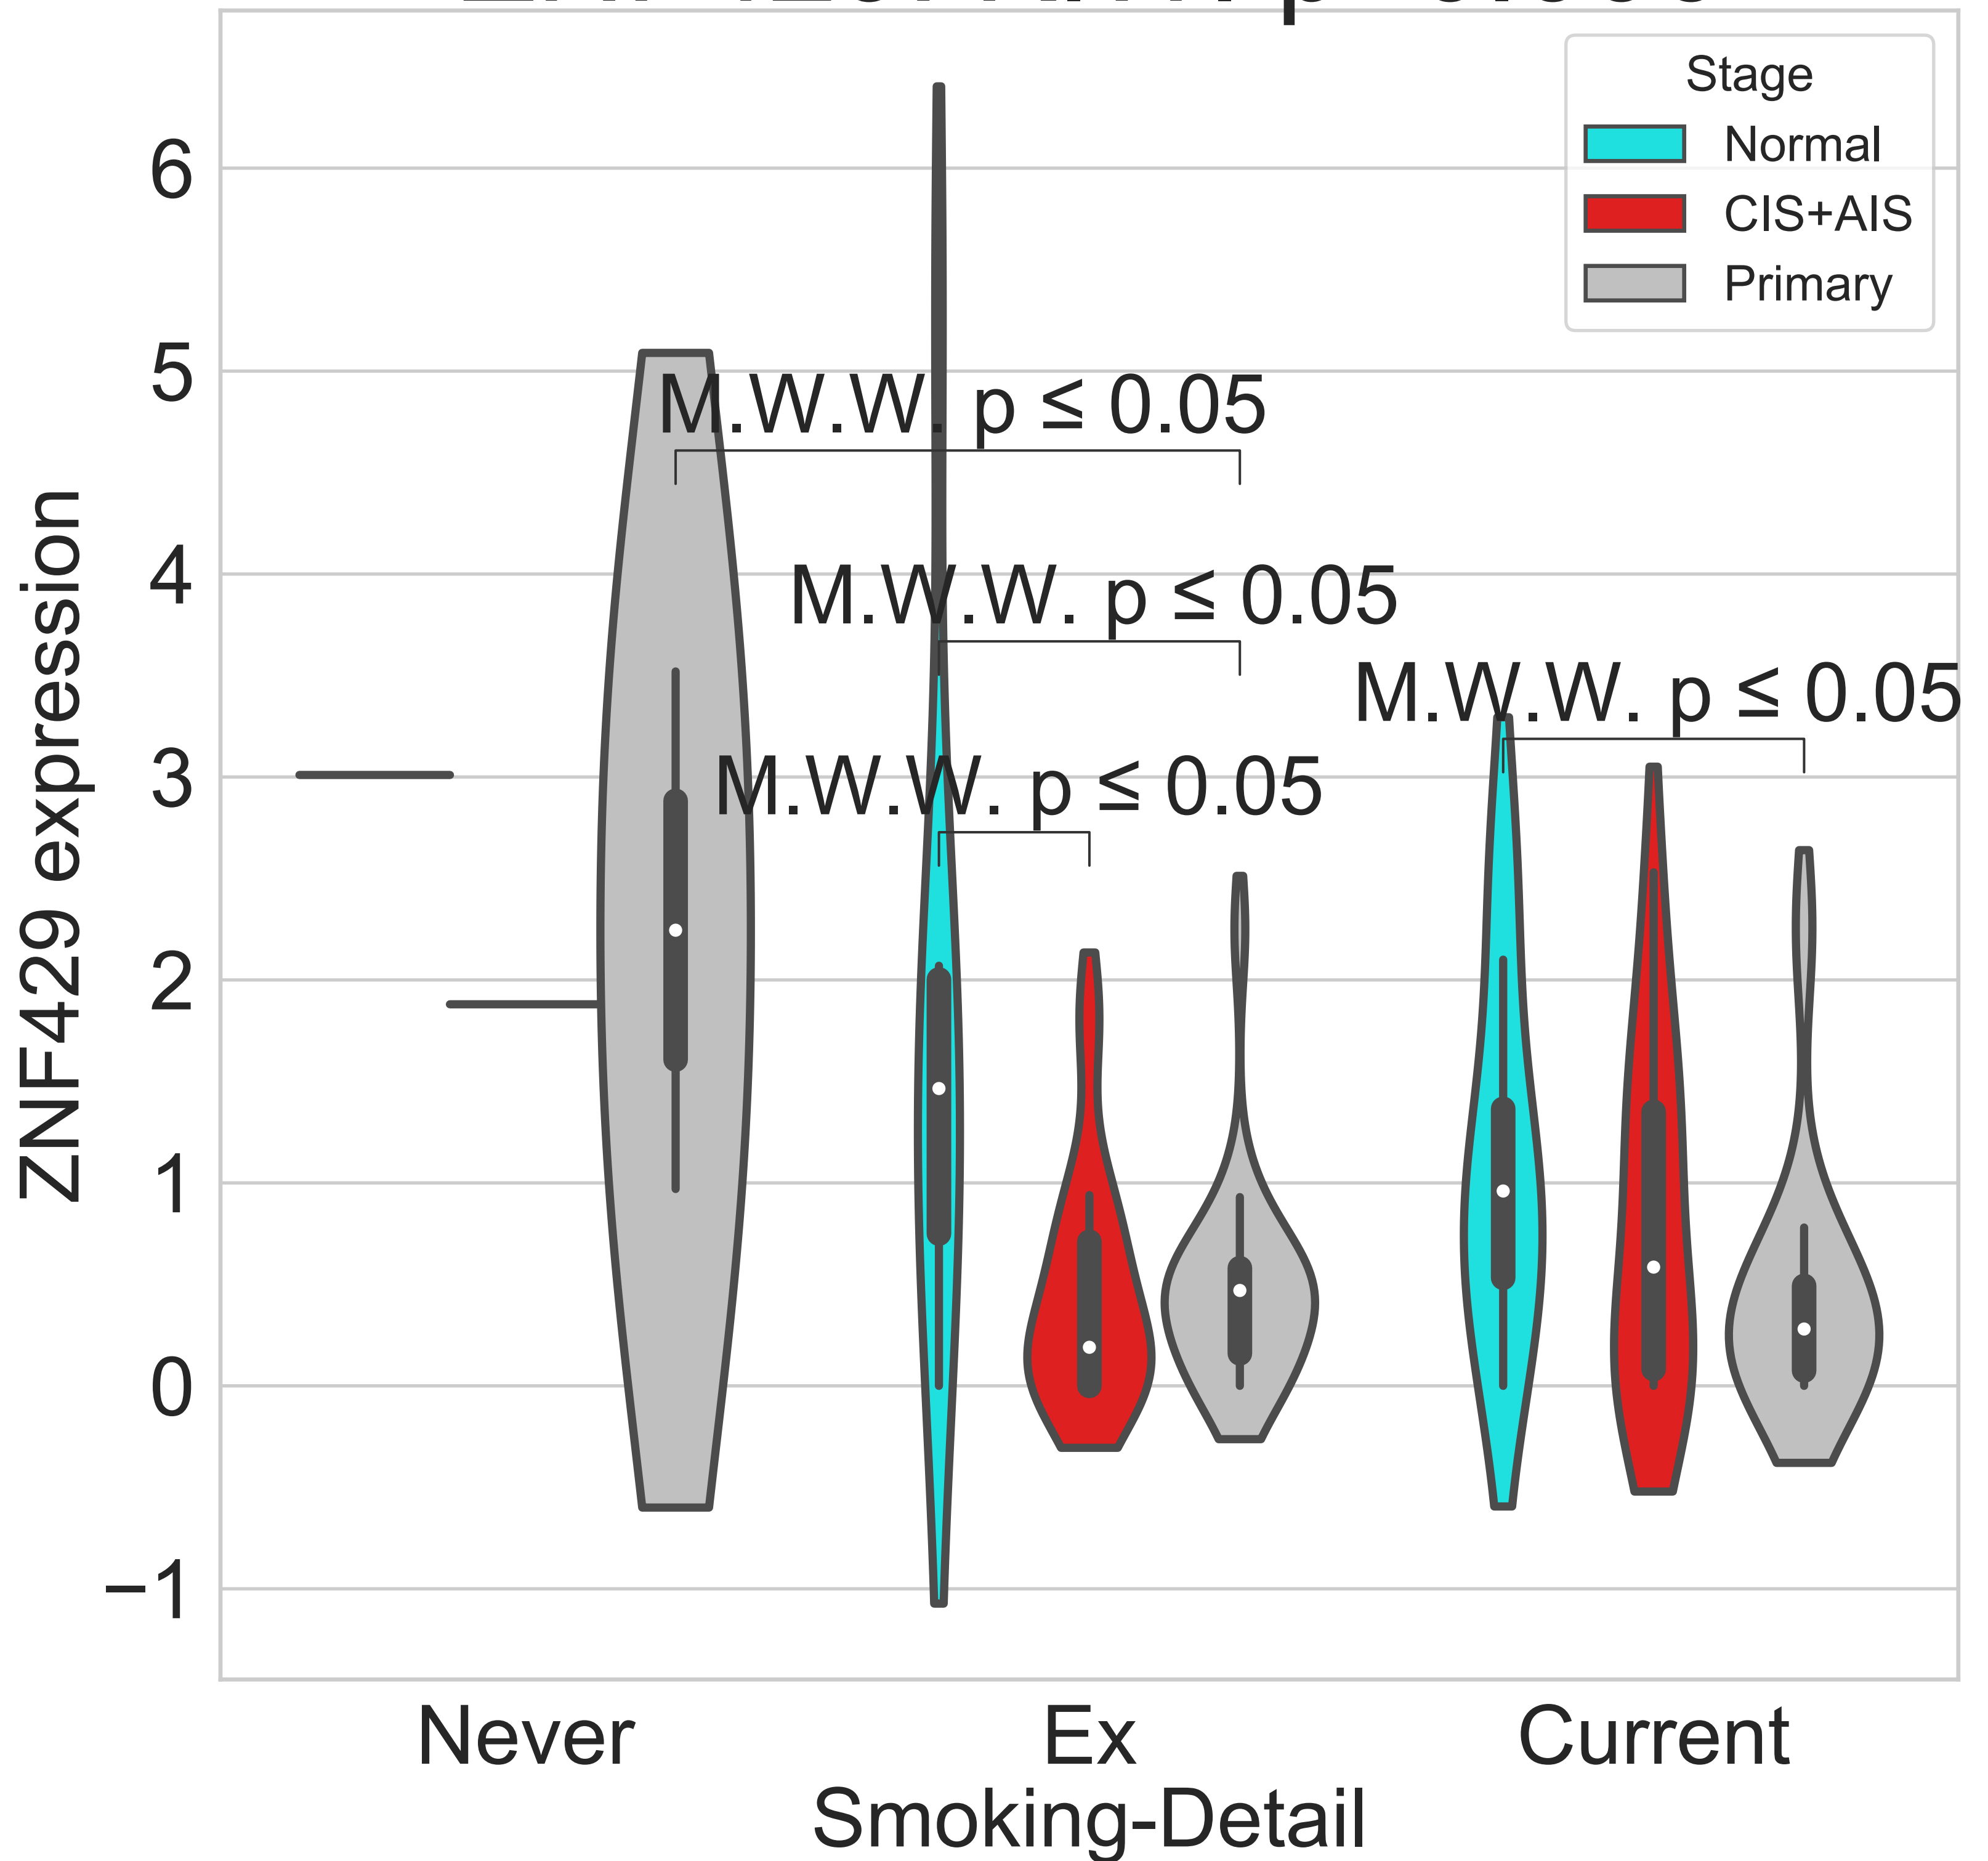 Stage
Normal
CIS+AIS
Primary
6
5
4
3
2
1
0
−1
ZNF429 expression
M.W.W. p ≤ 0.05
M.W.W. p ≤ 0.05
M.W.W. p ≤ 0.05
M.W.W. p ≤ 0.05
Never
Ex
Current
Smoking-Detail